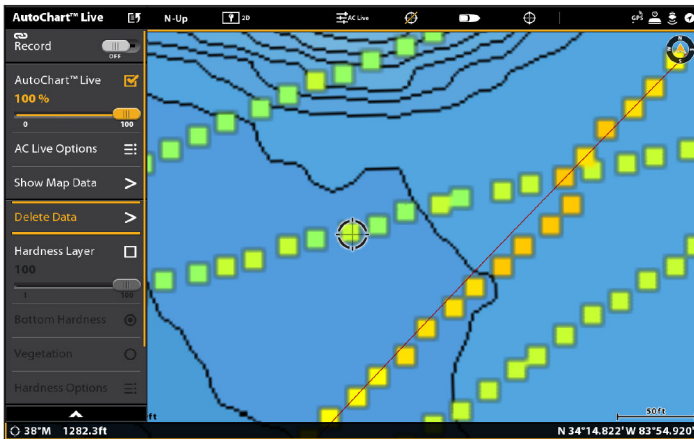 AutoChart™ Live
N-Up
2D
AC Live
GPS
Record
OFF
AutoChart™ Live
100 %
0 100
AC Live Options
Show Map Data
Delete Data
Hardness Layer
100
1 100
Bottom Hardness
Vegetation
Hardness Options
ft
50 ft
38°M 1282.3ft
N 34°14.822' W 83°54.920'